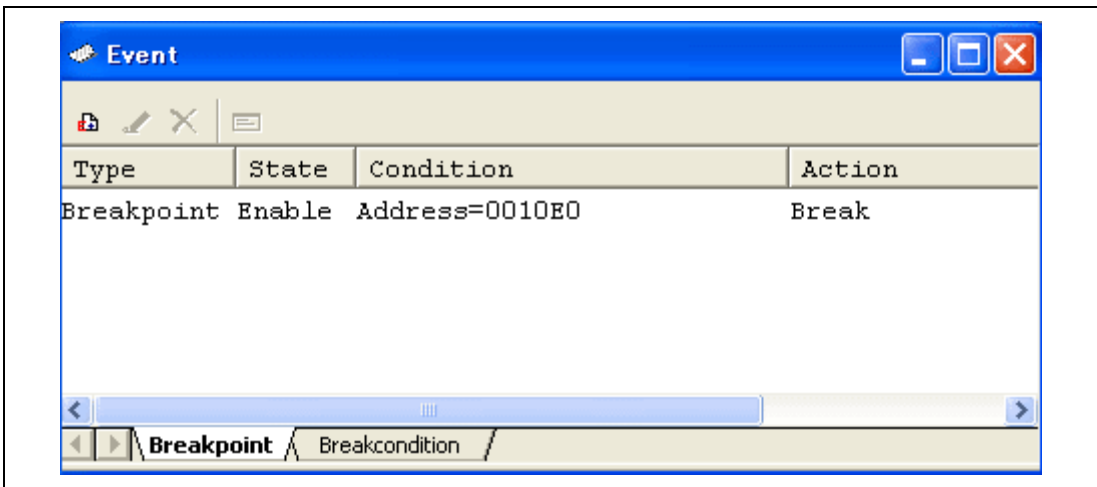 Event
Type State Condition Action
Breakpoint Enable Address=0010E0 Break
Breakpoint Breakcondition